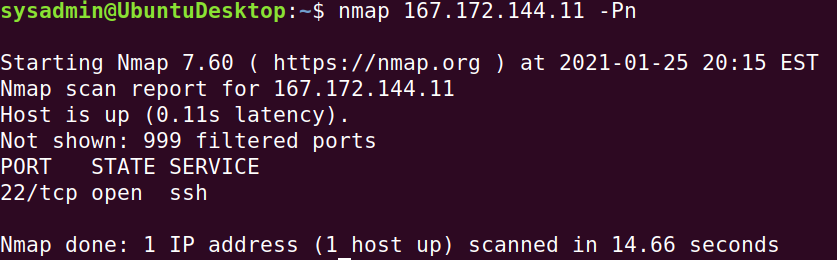 sysadmin@UbuntuDesktop:~$ nmap 167.172.144.11 -Pn
Starting Nmap 7.60 ( https://nmap.org ) at 2021-01-25 20:15 EST
Nmap scan report for 167.172.144.11
Host is up (0.11s latency).
Not shown: 999 filtered ports
PORT   STATE SERVICE
22/tcp open  ssh
Nmap done: 1 IP address (1 host up) scanned in 14.66 seconds